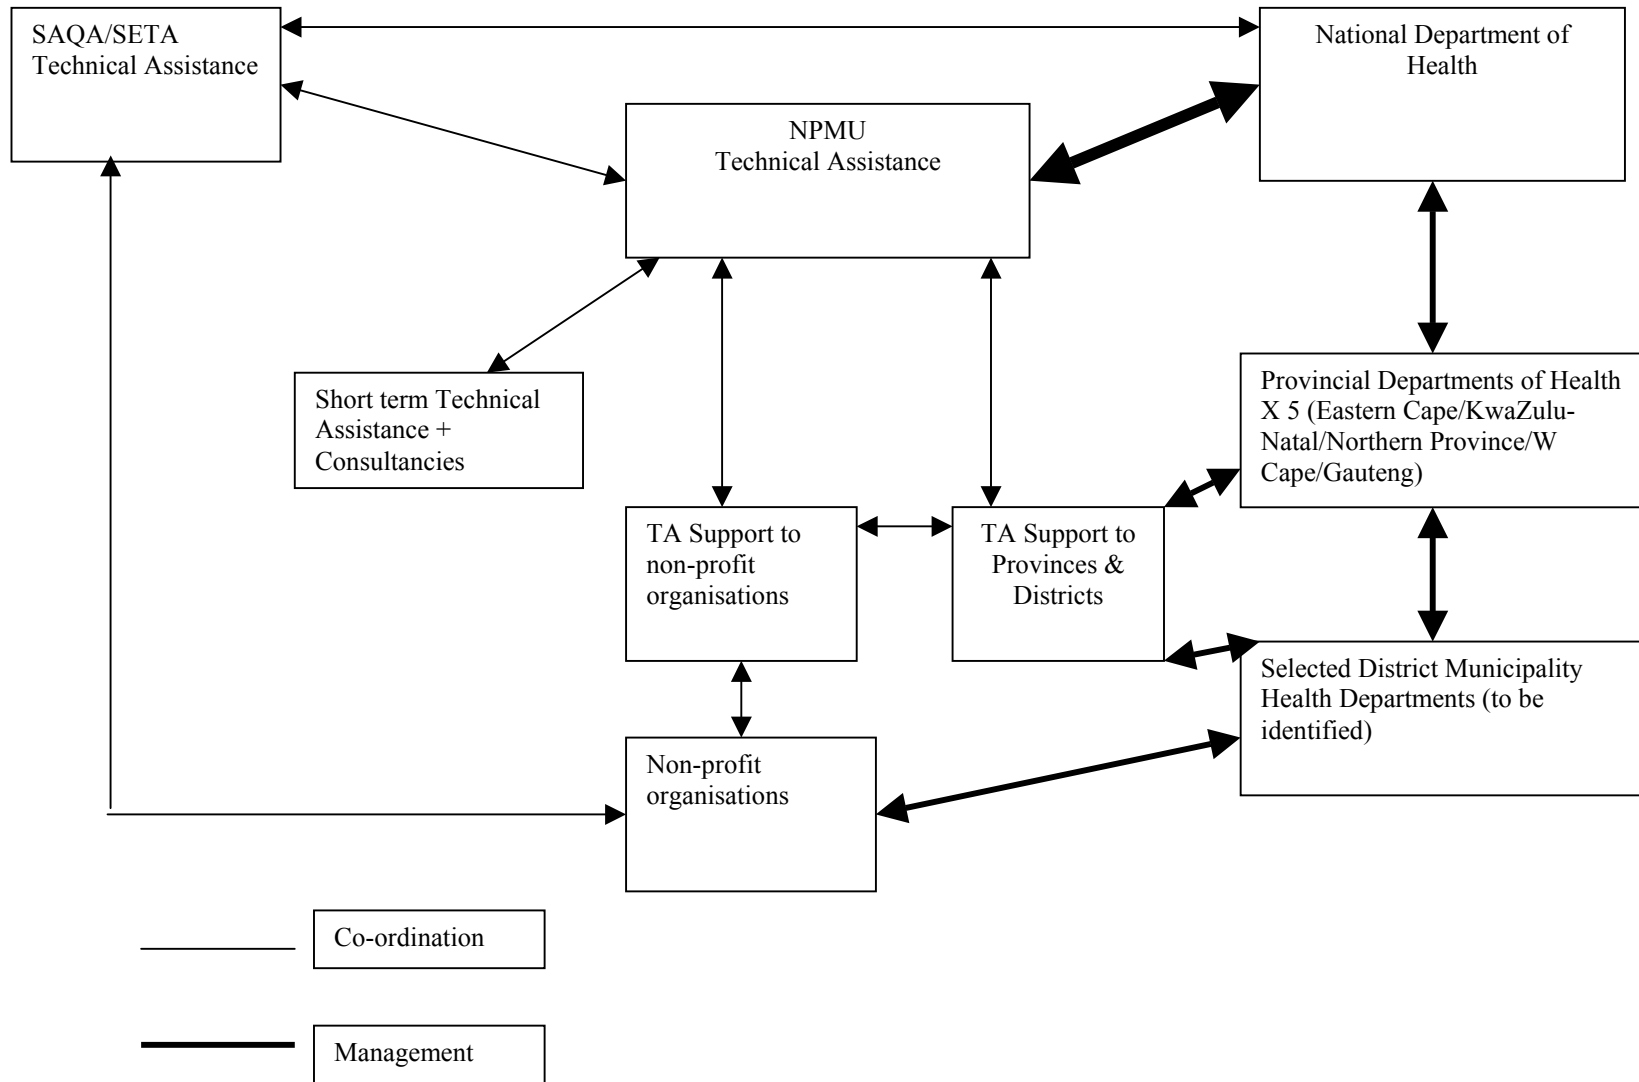 SAQA/SETA
Technical Assistance
National Department of
Health
NPMU
Technical Assistance
Short term Technical
Assistance +
Consultancies
Provincial Departments of Health
X 5 (Eastern Cape/KwaZulu-
Natal/Northern Province/W
Cape/Gauteng)
TA Support to
non-profit
organisations
TA Support to
Provinces &
Districts
Selected District Municipality
Health Departments (to be
identified)
Non-profit
organisations
Co-ordination
Management